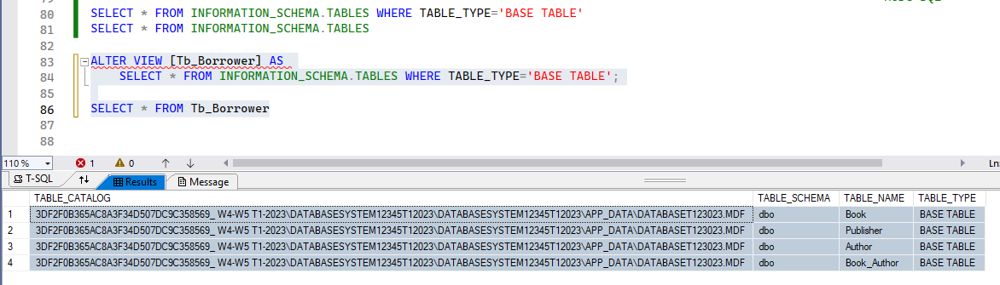 80 SELECT * FROM INFORMATION_SCHEMA.TABLES WHERE TABLE_TYPE='BASE TABLE'
81 SELECT * FROM INFORMATION_SCHEMA.TABLES
82
83 ALTER VIEW [Tb_Borrower] AS
84 SELECT * FROM INFORMATION_SCHEMA.TABLES WHERE TABLE_TYPE='BASE TABLE';
85
86 SELECT * FROM Tb_Borrower
87
88
110 % 1 0 Ln:
T-SQL Results Message
TABLE_CATALOG TABLE_SCHEMA TABLE_NAME TABLE_TYPE
1 3DF2F0B365AC8A3F34D507DC9C358569_ W4-W5 T1-2023\DATABASESYSTEM12345T12023\DATABASESYSTEM12345T12023\APP_DATA\DATABASET123023.MDF dbo Book BASE TABLE
2 3DF2F0B365AC8A3F34D507DC9C358569_ W4-W5 T1-2023\DATABASESYSTEM12345T12023\DATABASESYSTEM12345T12023\APP_DATA\DATABASET123023.MDF dbo Publisher BASE TABLE
3 3DF2F0B365AC8A3F34D507DC9C358569_ W4-W5 T1-2023\DATABASESYSTEM12345T12023\DATABASESYSTEM12345T12023\APP_DATA\DATABASET123023.MDF dbo Author BASE TABLE
4 3DF2F0B365AC8A3F34D507DC9C358569_ W4-W5 T1-2023\DATABASESYSTEM12345T12023\DATABASESYSTEM12345T12023\APP_DATA\DATABASET123023.MDF dbo Book_Author BASE TABLE